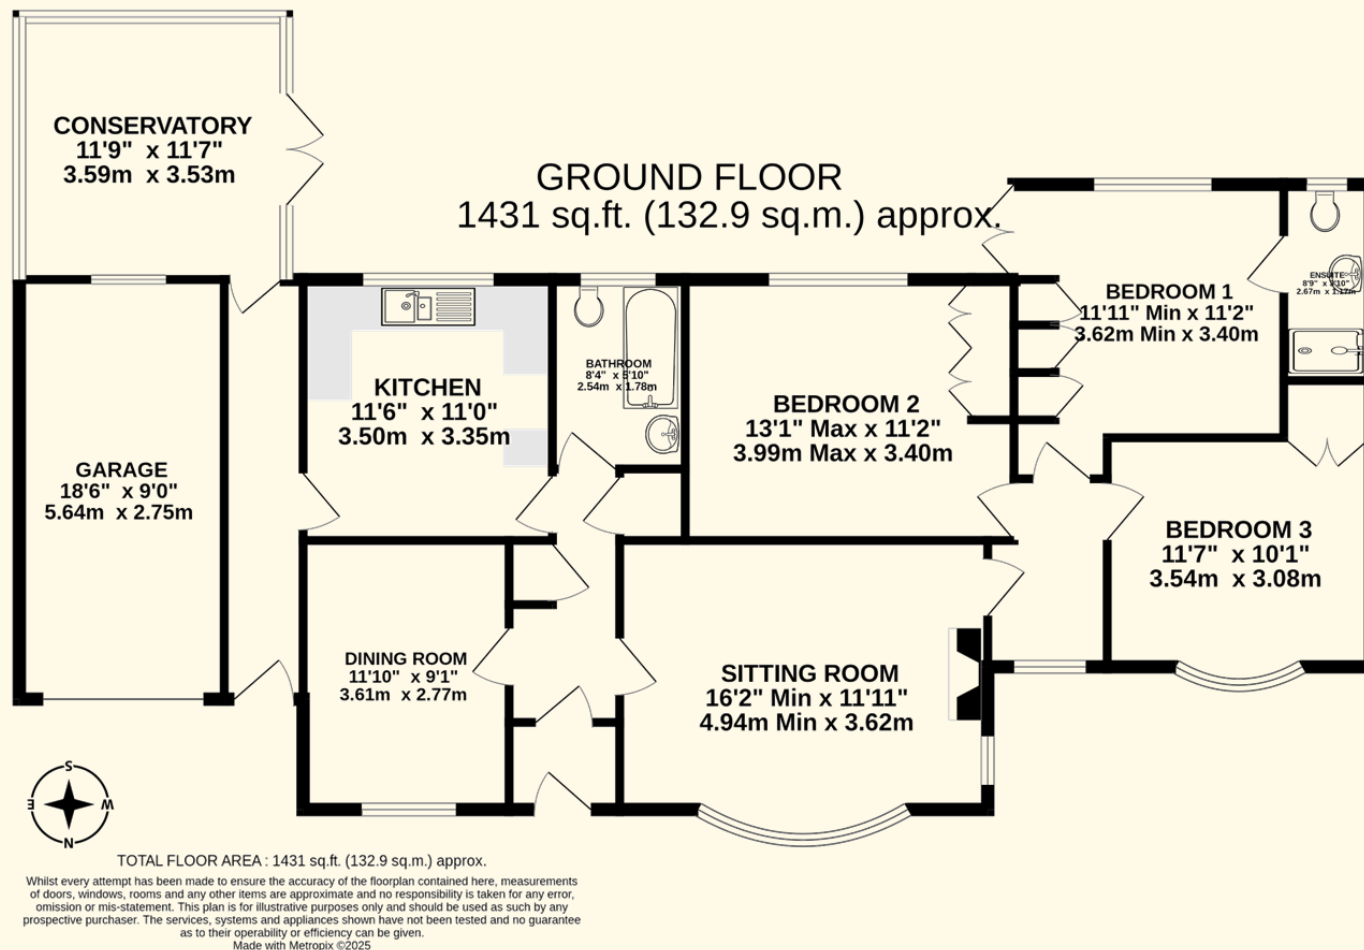 GROUND FLOOR
1431 sq.ft. (132.9 sq.m.) approx.
CONSERVATORY
11'9" x 11'7"
3.59m x 3.53m
GARAGE
18'6" x 9'0"
5.64m x 2.75m
KITCHEN
11'6" x 11'0"
3.50m x 3.35m
BATHROOM
8'4" x 5'10"
2.54m x 1.78m
BEDROOM 2
13'1" Max x 11'2"
3.99m Max x 3.40m
BEDROOM 1
11'11" Min x 11'2"
3.62m Min x 3.40m
ENSUITE
8'9" x 3'10"
2.67m x 1.17m
BEDROOM 3
11'7" x 10'1"
3.54m x 3.08m
DINING ROOM
11'10" x 9'1"
3.61m x 2.77m
SITTING ROOM
16'2" Min x 11'11"
4.94m Min x 3.62m
S
E
W
N
TOTAL FLOOR AREA : 1431 sq.ft. (132.9 sq.m.) approx.
Whilst every attempt has been made to ensure the accuracy of the floorplan contained here, measurements
of doors, windows, rooms and any other items are approximate and no responsibility is taken for any error,
omission or mis-statement. This plan is for illustrative purposes only and should be used as such by any
prospective purchaser. The services, systems and appliances shown have not been tested and no guarantee
as to their operability or efficiency can be given.
Made with Metropix ©2025